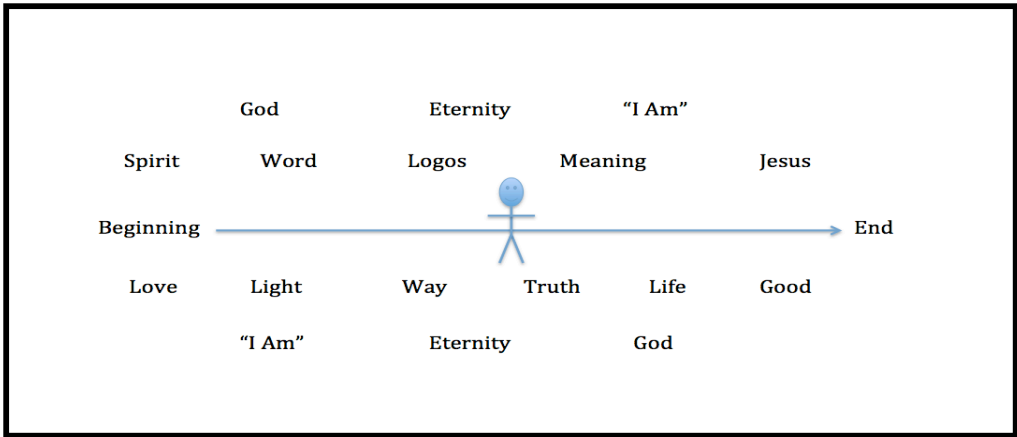 God Eternity “I Am”
Spirit Word Logos Meaning Jesus
Beginning End
Love Light Way Truth Life Good
“I Am” Eternity God